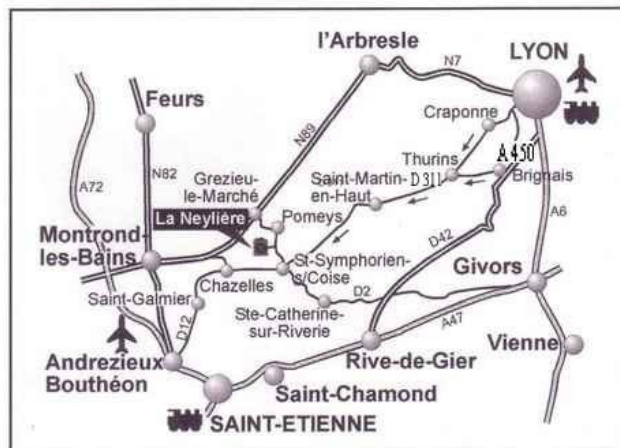 l'Arbresle
LYON
N7
Feurs
Craponne
A72
N82
N89
Thurins
A 450
Grezieu-
le-Marché
Saint-Martin-
en-Haut
D 311
Brignais
La Neylière
Pomeys
A6
Montrond-
les-Bains
D42
St-Symphorien-
s/Coise
Givors
Chazelles
Saint-Galmier
D2
D12
Ste-Catherine-
sur-Riverie
A47
Vienne
Andrezieux
Bouthéon
Rive-de-Gier
Saint-Chamond
SAINT-ETIENNE